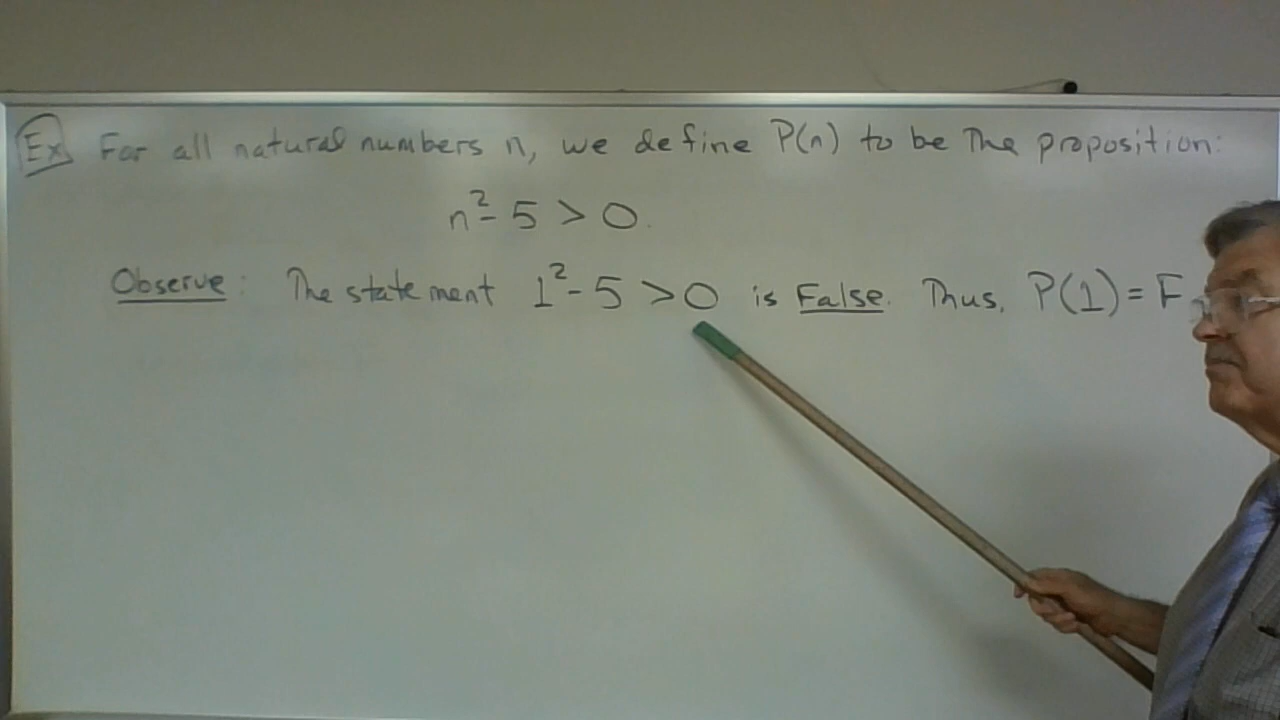 Ex For all natural numbers n, we define P(n) to be The proposition:
n² - 5 > 0.
Observe: The statement 1² - 5 > 0 is False. Thus, P(1) = F